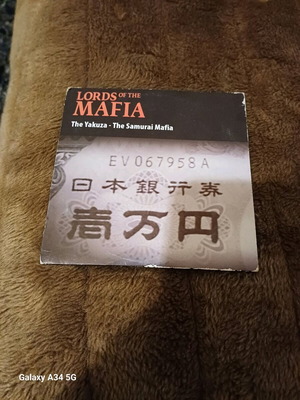 LORDS OF THE
MAFIA
The Yakuza - The Samurai Mafia
EV067958A
日本銀行券
壱万円
Galaxy A34 5G